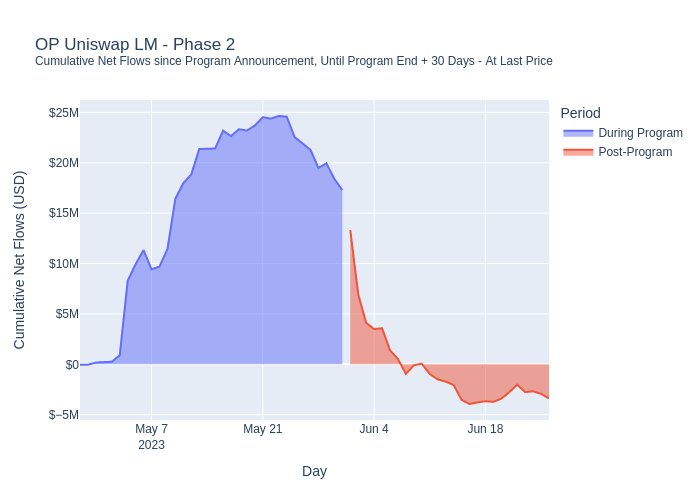 OP Uniswap LM - Phase 2
Cumulative Net Flows since Program Announcement, Until Program End + 30 Days - At Last Price
Period
During Program
Post-Program
Cumulative Net Flows (USD)
$25M
$20M
$15M
$10M
$5M
$0
$−5M
May 7
2023
May 21
Jun 4
Jun 18
Day